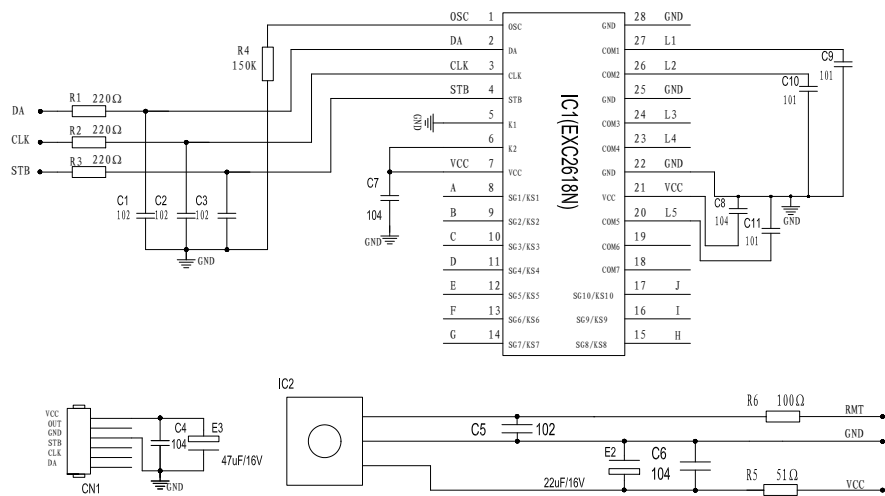 OSC 1 OSC GND 28 GND
DA 2 DA COM1 27 L1
CLK 3 CLK COM2 26 L2
STB 4 STB GND 25 GND
5 K1 COM3 24 L3
6 K2 COM4 23 L4
VCC 7 VCC GND 22 GND
A 8 SG1/KS1 VCC 21 VCC
B 9 SG2/KS2 COM5 20 L5
C 10 SG3/KS3 COM6 19
D 11 SG4/KS4 COM7 18
E 12 SG5/KS5 SG10/KS10 17 J
F 13 SG6/KS6 SG9/KS9 16 I
G 14 SG7/KS7 SG8/KS8 15 H
IC1(EXC2618N)
R4
150K
DA R1 220Ω
CLK R2 220Ω
STB R3 220Ω
C1 C2 C3
102 102 102
GND
GND
C7
104
GND
C9
101
C10
101
C8
104
C11
101
GND
VCC
OUT
GND
STB
CLK
DA
CN1
C4
104
E3
47uF/16V
GND
IC2
C5 102
R6 100Ω RMT
GND
E2
22uF/16V
C6
104
R5 51Ω VCC